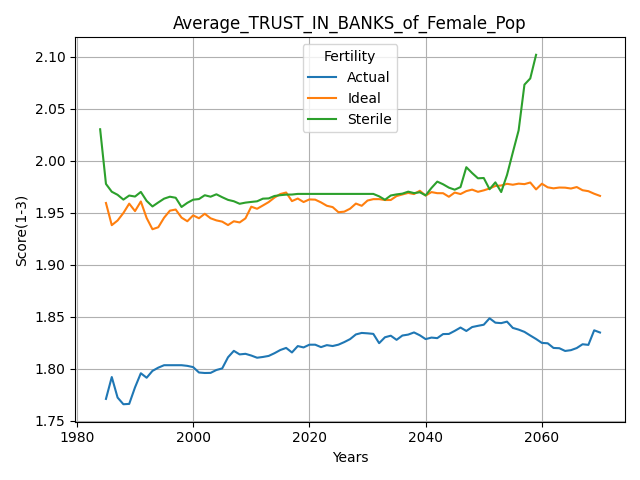 Average_TRUST_IN_BANKS_of_Female_Pop
Fertility
Actual
Ideal
Sterile
Score(1-3)
2.10
2.05
2.00
1.95
1.90
1.85
1.80
1.75
1980 2000 2020 2040 2060
Years